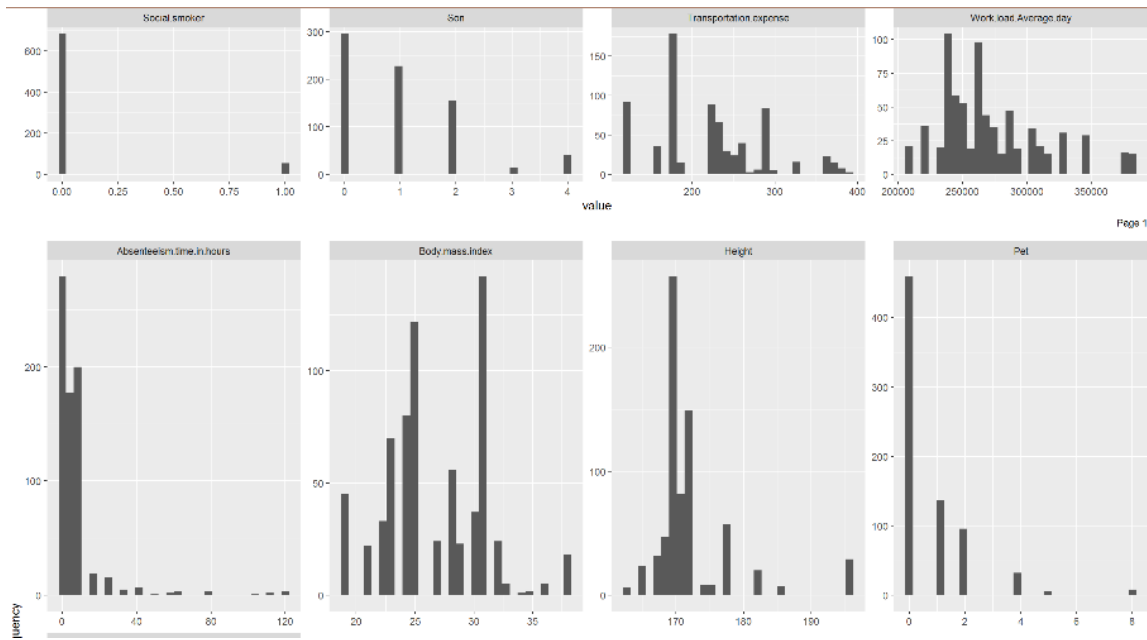 Social.smoker Son Transportation.expense Work.load.Average.day
600 300 150 100
400 200 100 75
200 100 50 50
0 0 0 25
0
0.00 0.25 0.50 0.75 1.00 0 1 2 3 4 200 300 400 200000 250000 300000 350000
value
Page 1
Absenteeism.time.in.hours Body.mass.index Height Pet
200 100 200 400
100 50 100 300
0 0 0 200
100
0
0 40 80 120 20 25 30 35 170 180 190 0 2 4 6 8
quency